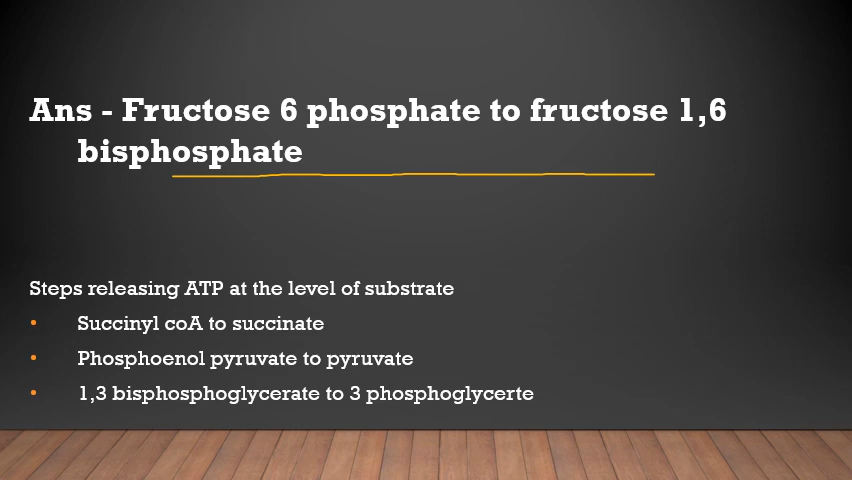 Ans - Fructose 6 phosphate to fructose 1,6
bisphosphate
Steps releasing ATP at the level of substrate
• Succinyl coA to succinate
• Phosphoenol pyruvate to pyruvate
• 1,3 bisphosphoglycerate to 3 phosphoglycerte